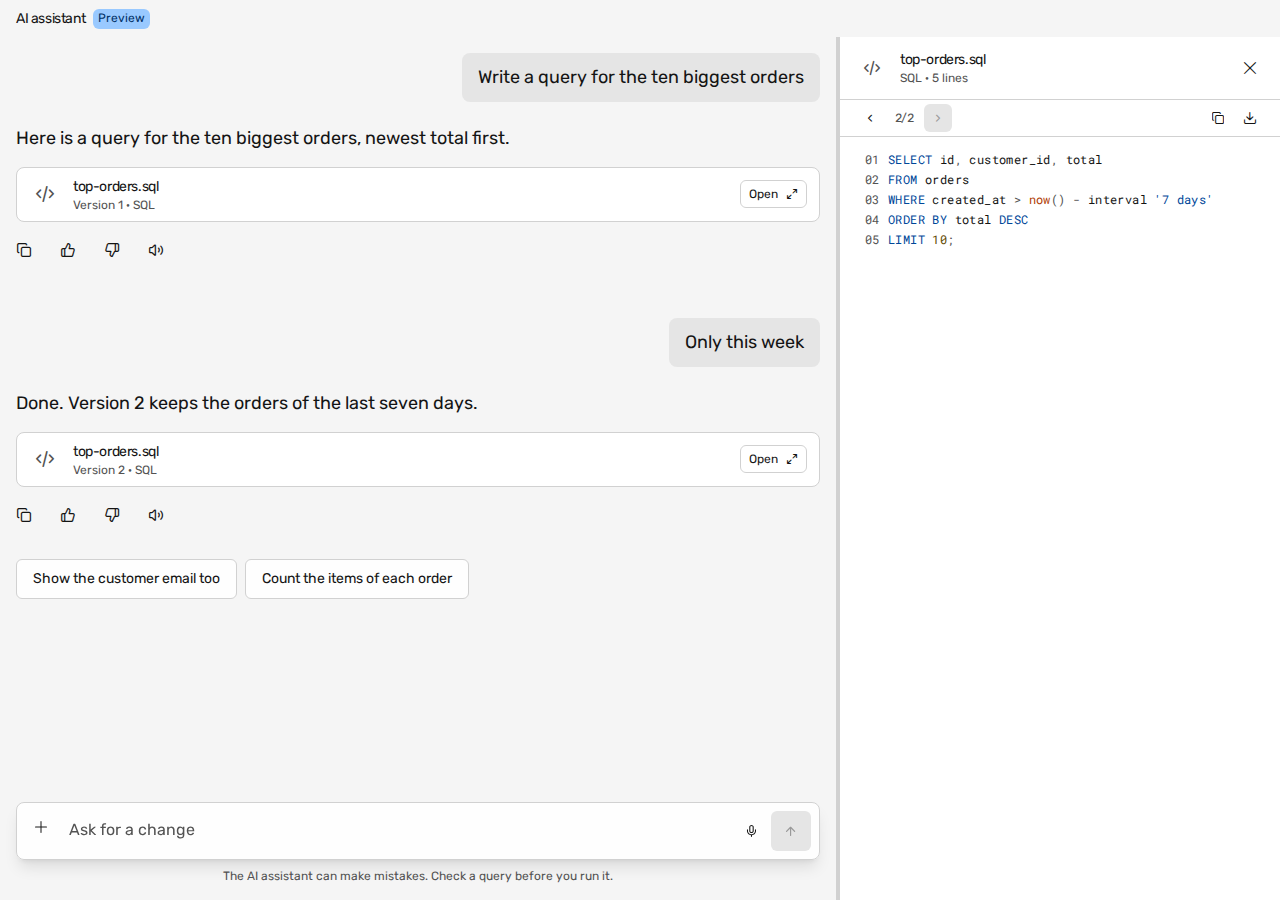 AI assistant Preview
Write a query for the ten biggest orders
Here is a query for the ten biggest orders, newest total first.
top-orders.sql
Version 1 • SQL
Open
Only this week
Done. Version 2 keeps the orders of the last seven days.
top-orders.sql
Version 2 • SQL
Open
Show the customer email too
Count the items of each order
Ask for a change
The AI assistant can make mistakes. Check a query before you run it.
top-orders.sql
SQL • 5 lines
2/2
01 SELECT id, customer_id, total
02 FROM orders
03 WHERE created_at > now() - interval '7 days'
04 ORDER BY total DESC
05 LIMIT 10;